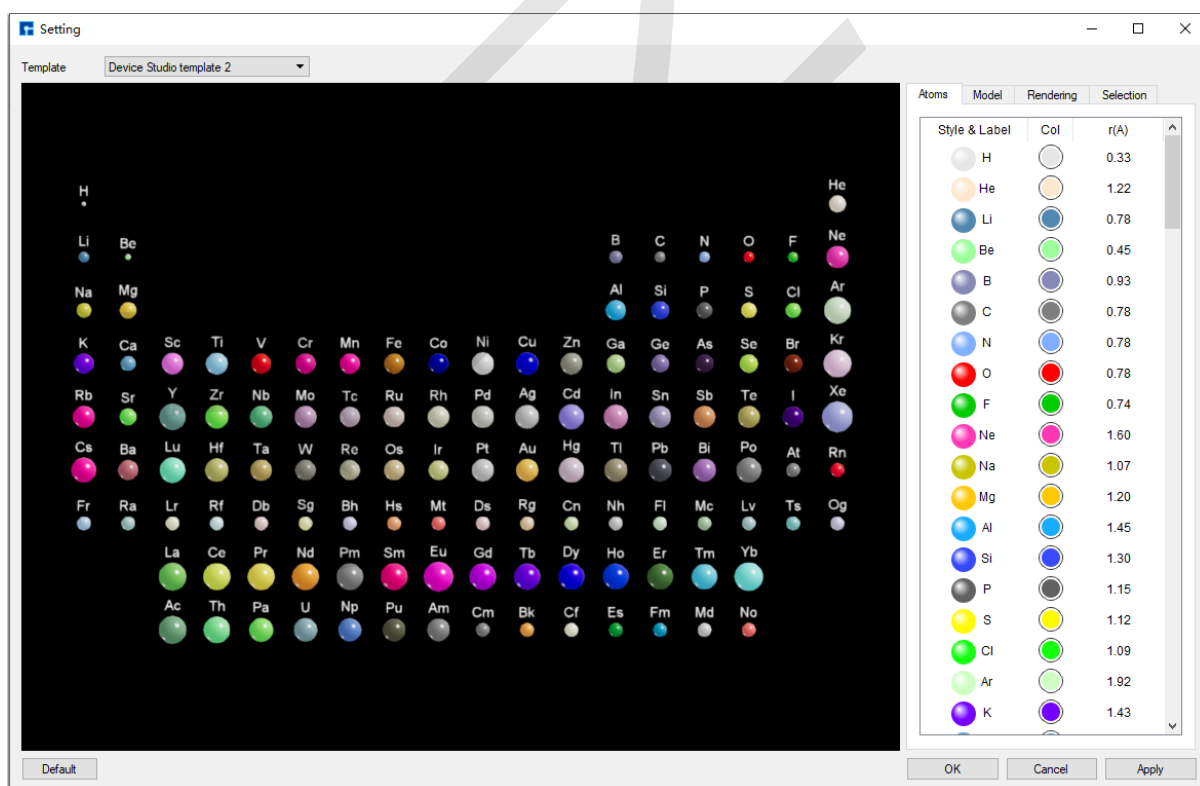 Setting
Template Device Studio template 2
Atoms Model Rendering Selection
Style & Label Col r(A)
H 0.33
He 1.22
Li 0.78
Be 0.45
B 0.93
C 0.78
N 0.78
O 0.78
F 0.74
Ne 1.60
Na 1.07
Mg 1.20
Al 1.45
Si 1.30
P 1.15
S 1.12
Cl 1.09
Ar 1.92
K 1.43
H He
Li Be B C N O F Ne
Na Mg Al Si P S Cl Ar
K Ca Sc Ti V Cr Mn Fe Co Ni Cu Zn Ga Ge As Se Br Kr
Rb Sr Y Zr Nb Mo Tc Ru Rh Pd Ag Cd In Sn Sb Te I Xe
Cs Ba Lu Hf Ta W Re Os Ir Pt Au Hg Tl Pb Bi Po At Rn
Fr Ra Lr Rf Db Sg Bh Hs Mt Ds Rg Cn Nh Fl Mc Lv Ts Og
La Ce Pr Nd Pm Sm Eu Gd Tb Dy Ho Er Tm Yb
Ac Th Pa U Np Pu Am Cm Bk Cf Es Fm Md No
Default OK Cancel Apply